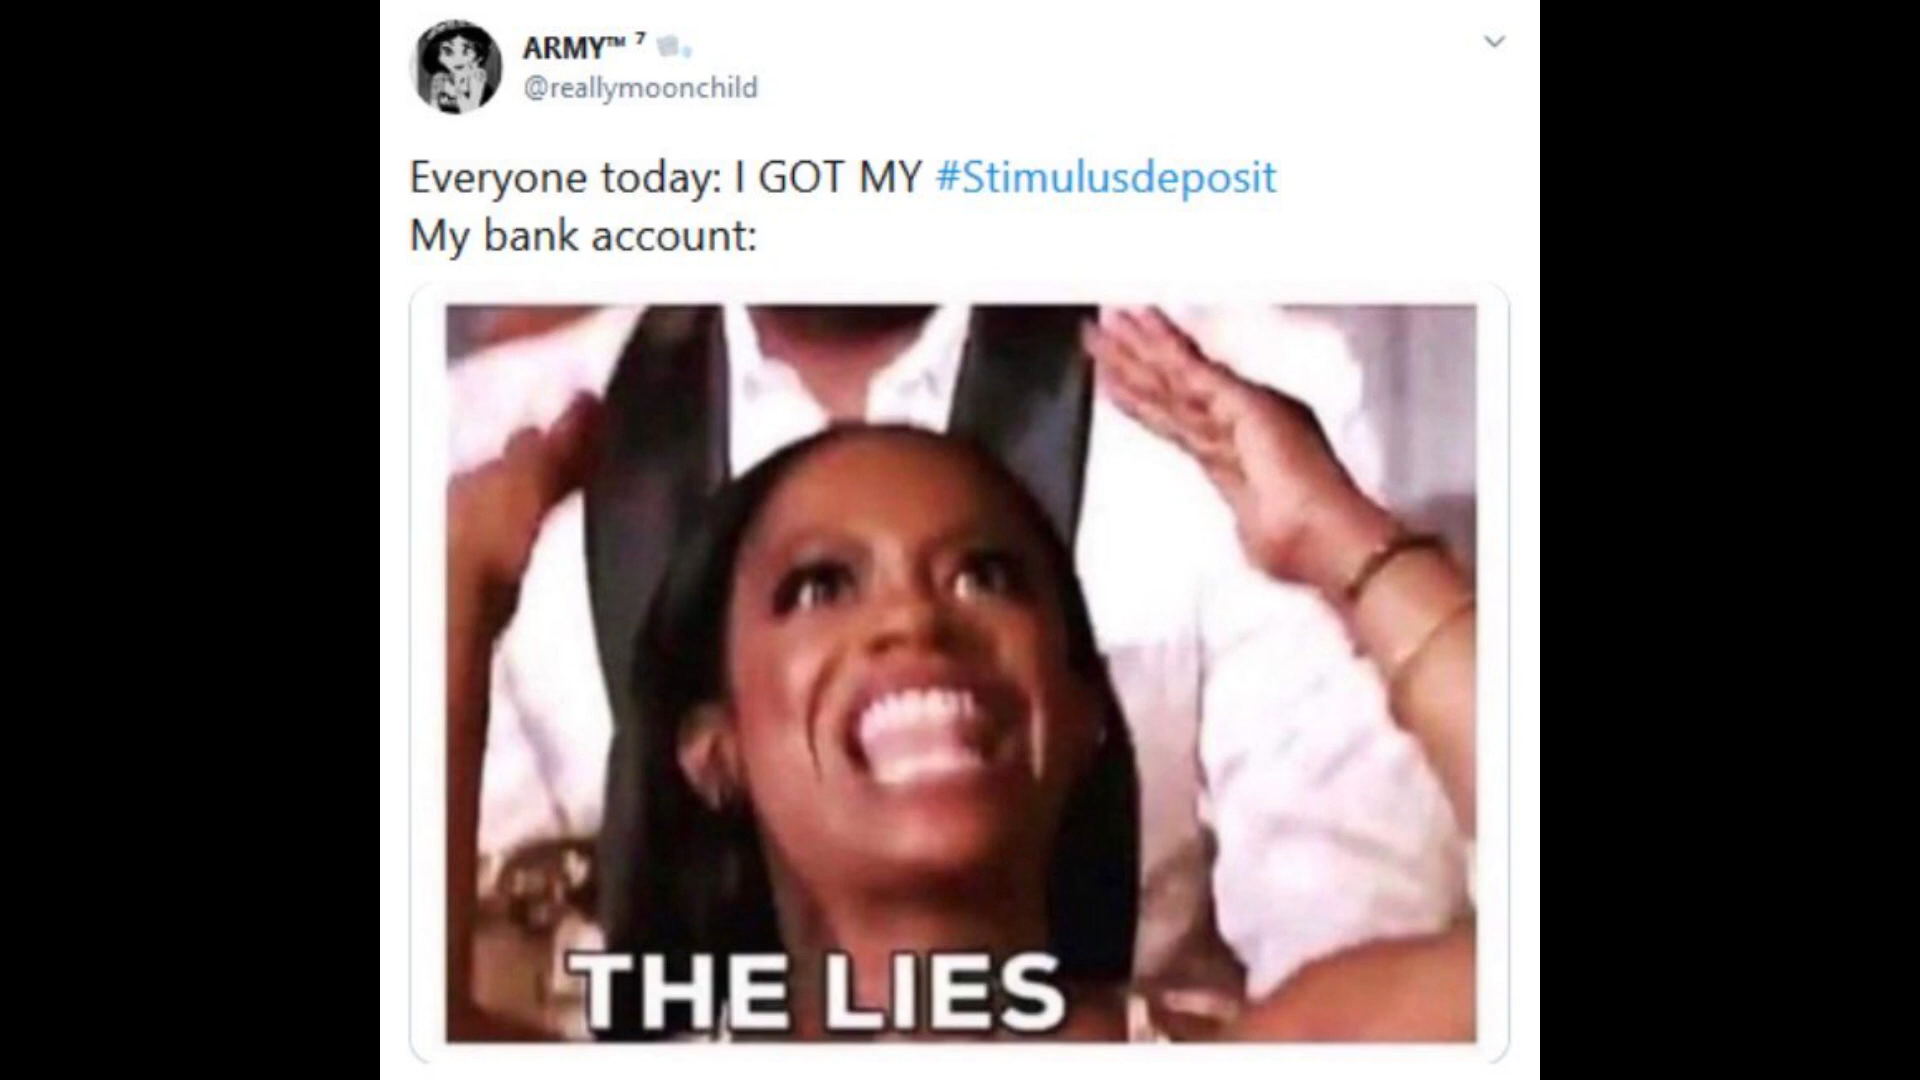 ARMY™ ⁷
@reallymoonchild
Everyone today: I GOT MY #Stimulusdeposit
My bank account:
THE LIES